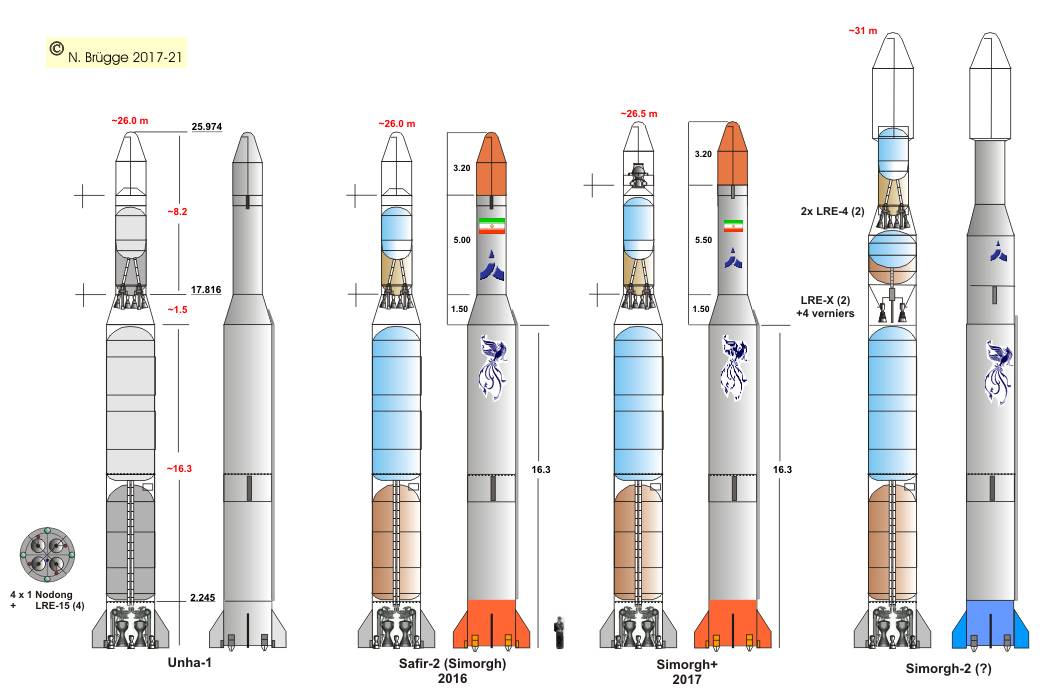 © N. Brügge 2017-21
~26.0 m
25.974
~8.2
17.816
~1.5
~16.3
2.245
4 x 1 Nodong
+ LRE-15 (4)
Unha-1
~26.0 m
3.20
5.00
1.50
16.3
Safir-2 (Simorgh)
2016
~26.5 m
3.20
5.50
1.50
16.3
Simorgh+
2017
~31 m
2x LRE-4 (2)
LRE-X (2)
+4 verniers
Simorgh-2 (?)